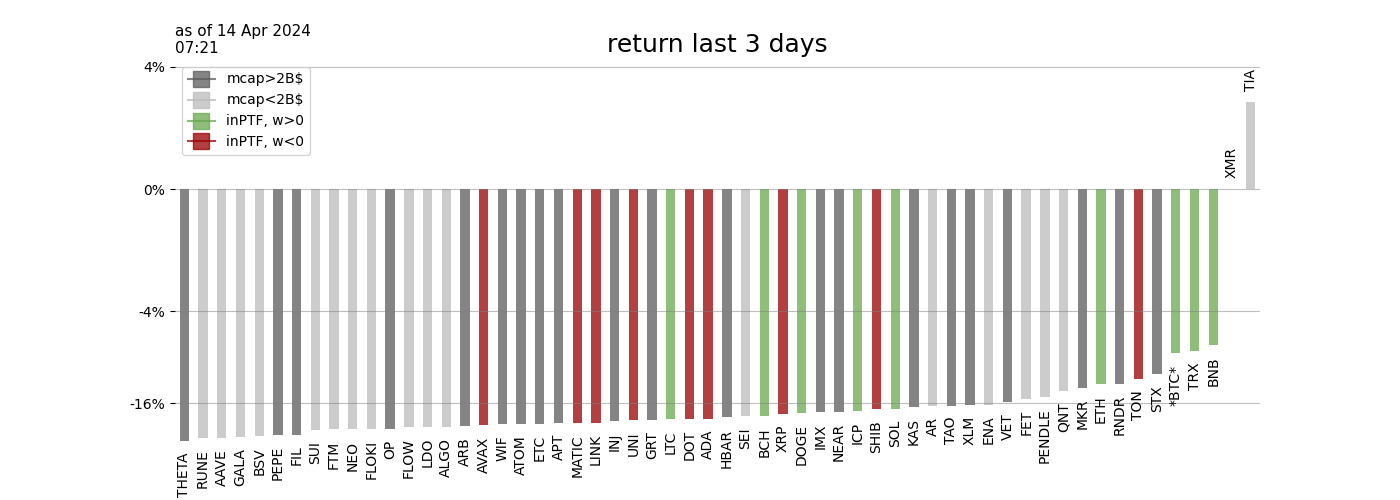 as of 14 Apr 2024
07:21
return last 3 days
4%
0%
-4%
-16%
mcap>2B$
mcap<2B$
inPTF, w>0
inPTF, w<0
THETA
RUNE
AAVE
GALA
BSV
PEPE
FIL
SUI
FTM
NEO
FLOKI
OP
FLOW
LDO
ALGO
ARB
AVAX
WIF
ATOM
ETC
APT
MATIC
LINK
INJ
UNI
GRT
LTC
DOT
ADA
HBAR
SEI
BCH
XRP
DOGE
IMX
NEAR
ICP
SHIB
SOL
KAS
AR
TAO
XLM
ENA
VET
FET
PENDLE
QNT
MKR
ETH
RNDR
TON
STX
*BTC*
TRX
BNB
XMR
TIA